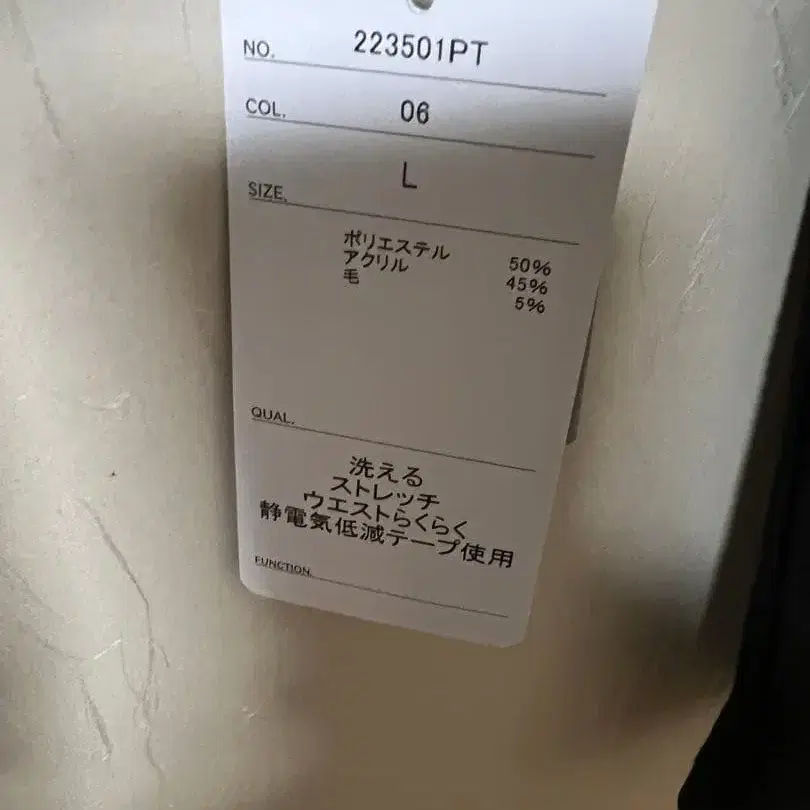 NO. 223501PT
COL. 06
SIZE. L
ポリエステル 50%
アクリル 45%
毛 5%
QUAL.
洗える
ストレッチ
ウエストらくらく
静電気低減テープ使用
FUNCTION.